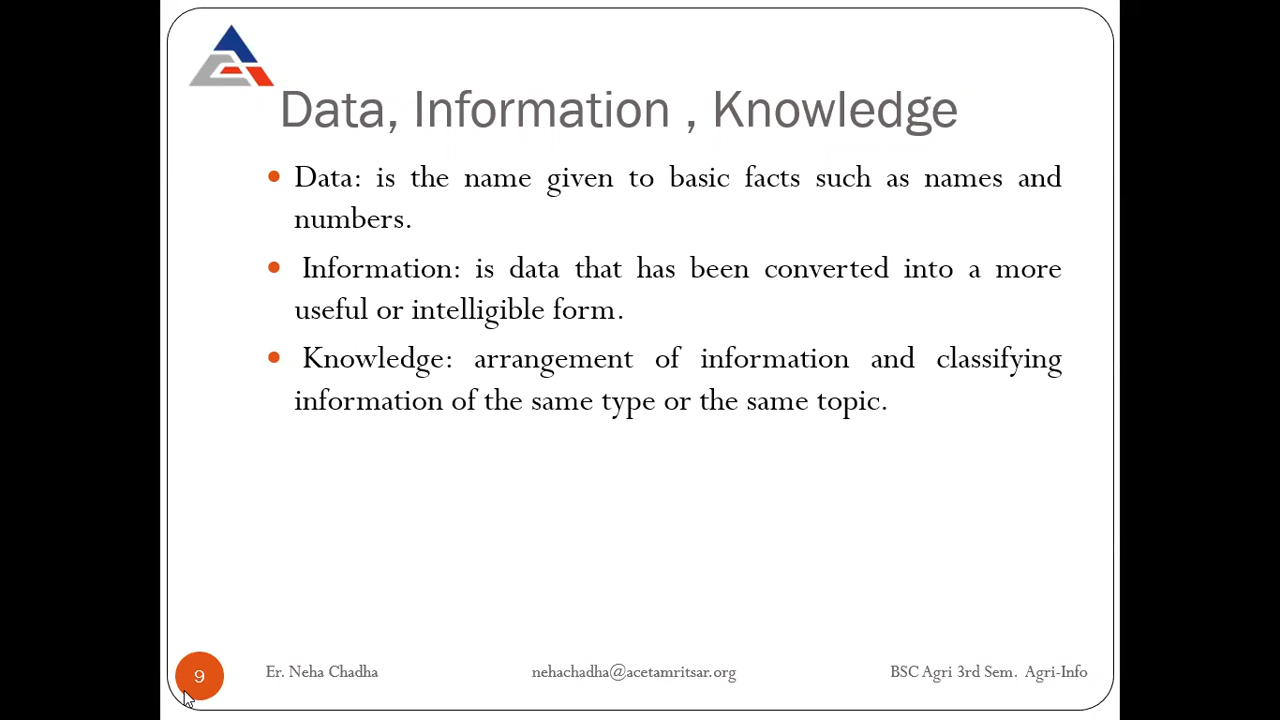 Data, Information , Knowledge
Data: is the name given to basic facts such as names and
numbers.
Information: is data that has been converted into a more
useful or intelligible form.
Knowledge: arrangement of information and classifying
information of the same type or the same topic.
9
Er. Neha Chadha
nehachadha@acetamritsar.org
BSC Agri 3rd Sem. Agri-Info